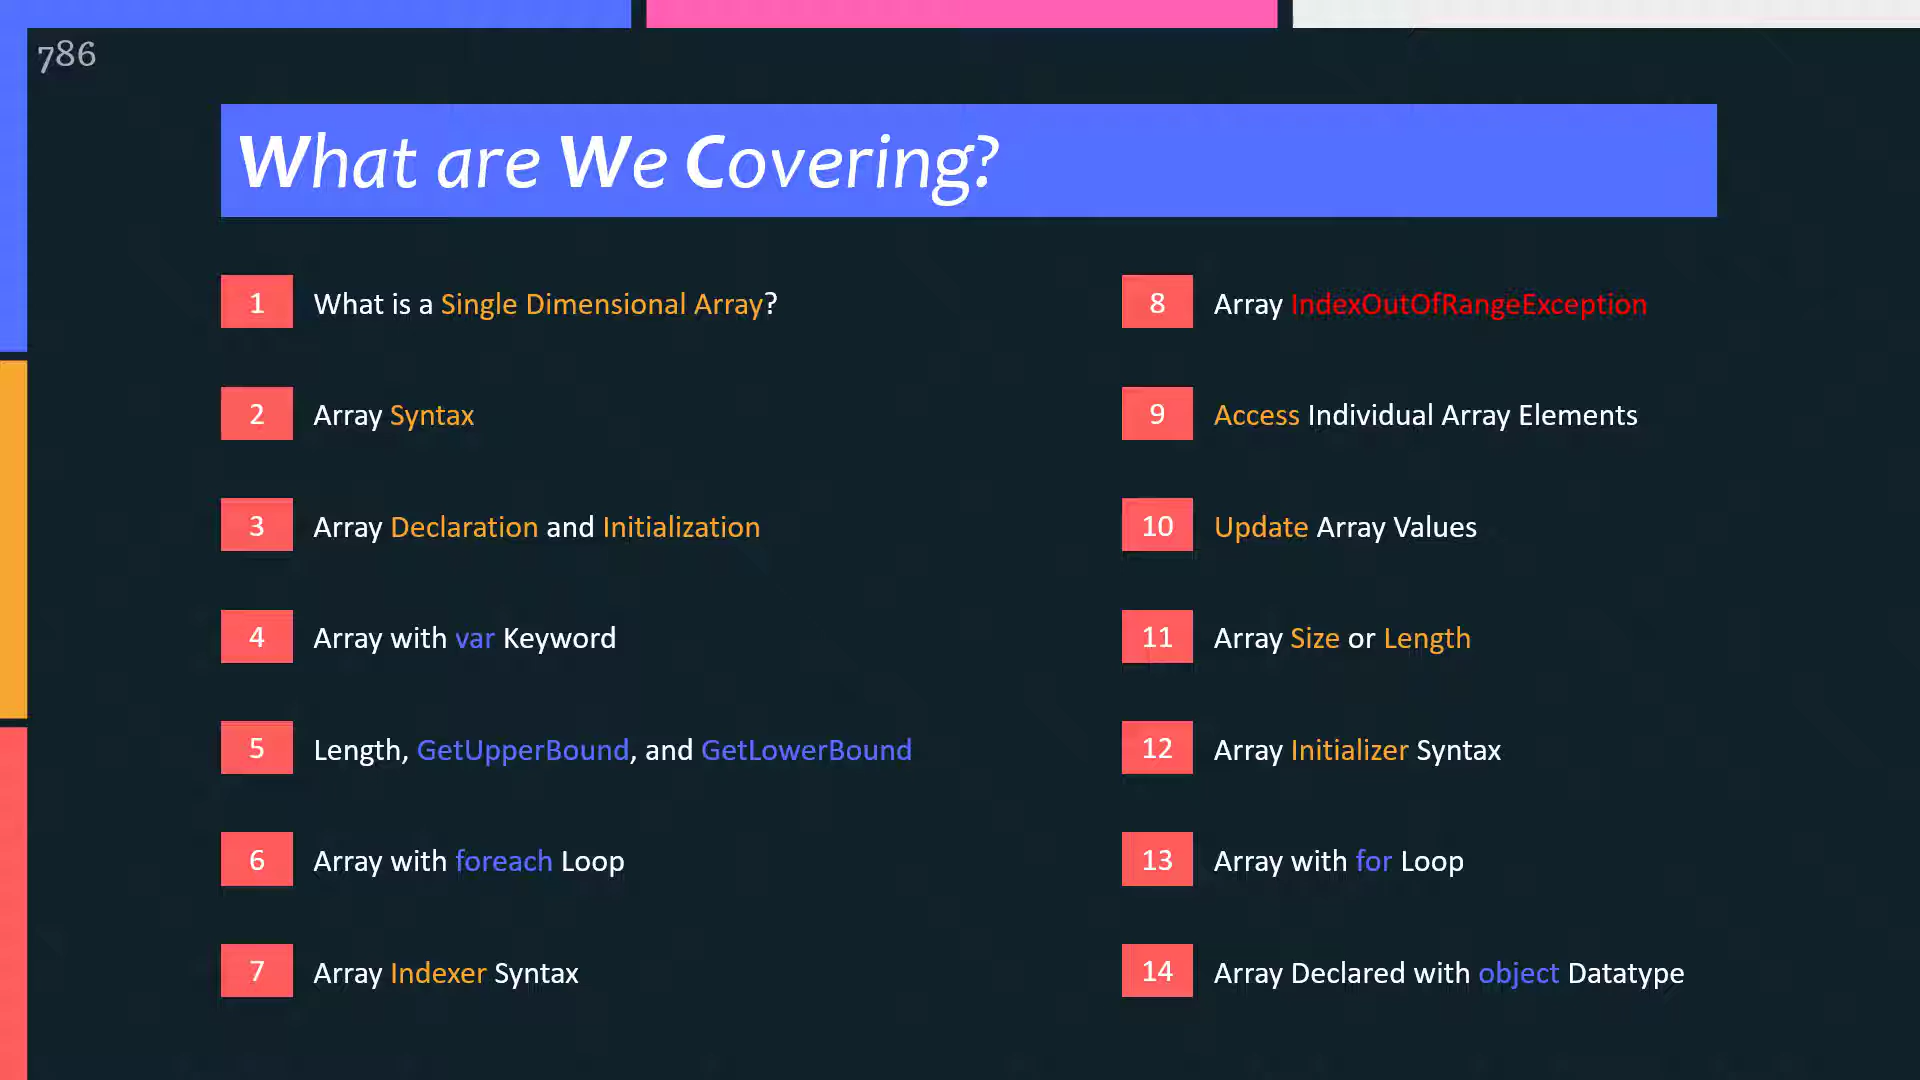 786
What are We Covering?
1 What is a Single Dimensional Array?
2 Array Syntax
3 Array Declaration and Initialization
4 Array with var Keyword
5 Length, GetUpperBound, and GetLowerBound
6 Array with foreach Loop
7 Array Indexer Syntax
8 Array IndexOutOfRangeException
9 Access Individual Array Elements
10 Update Array Values
11 Array Size or Length
12 Array Initializer Syntax
13 Array with for Loop
14 Array Declared with object Datatype